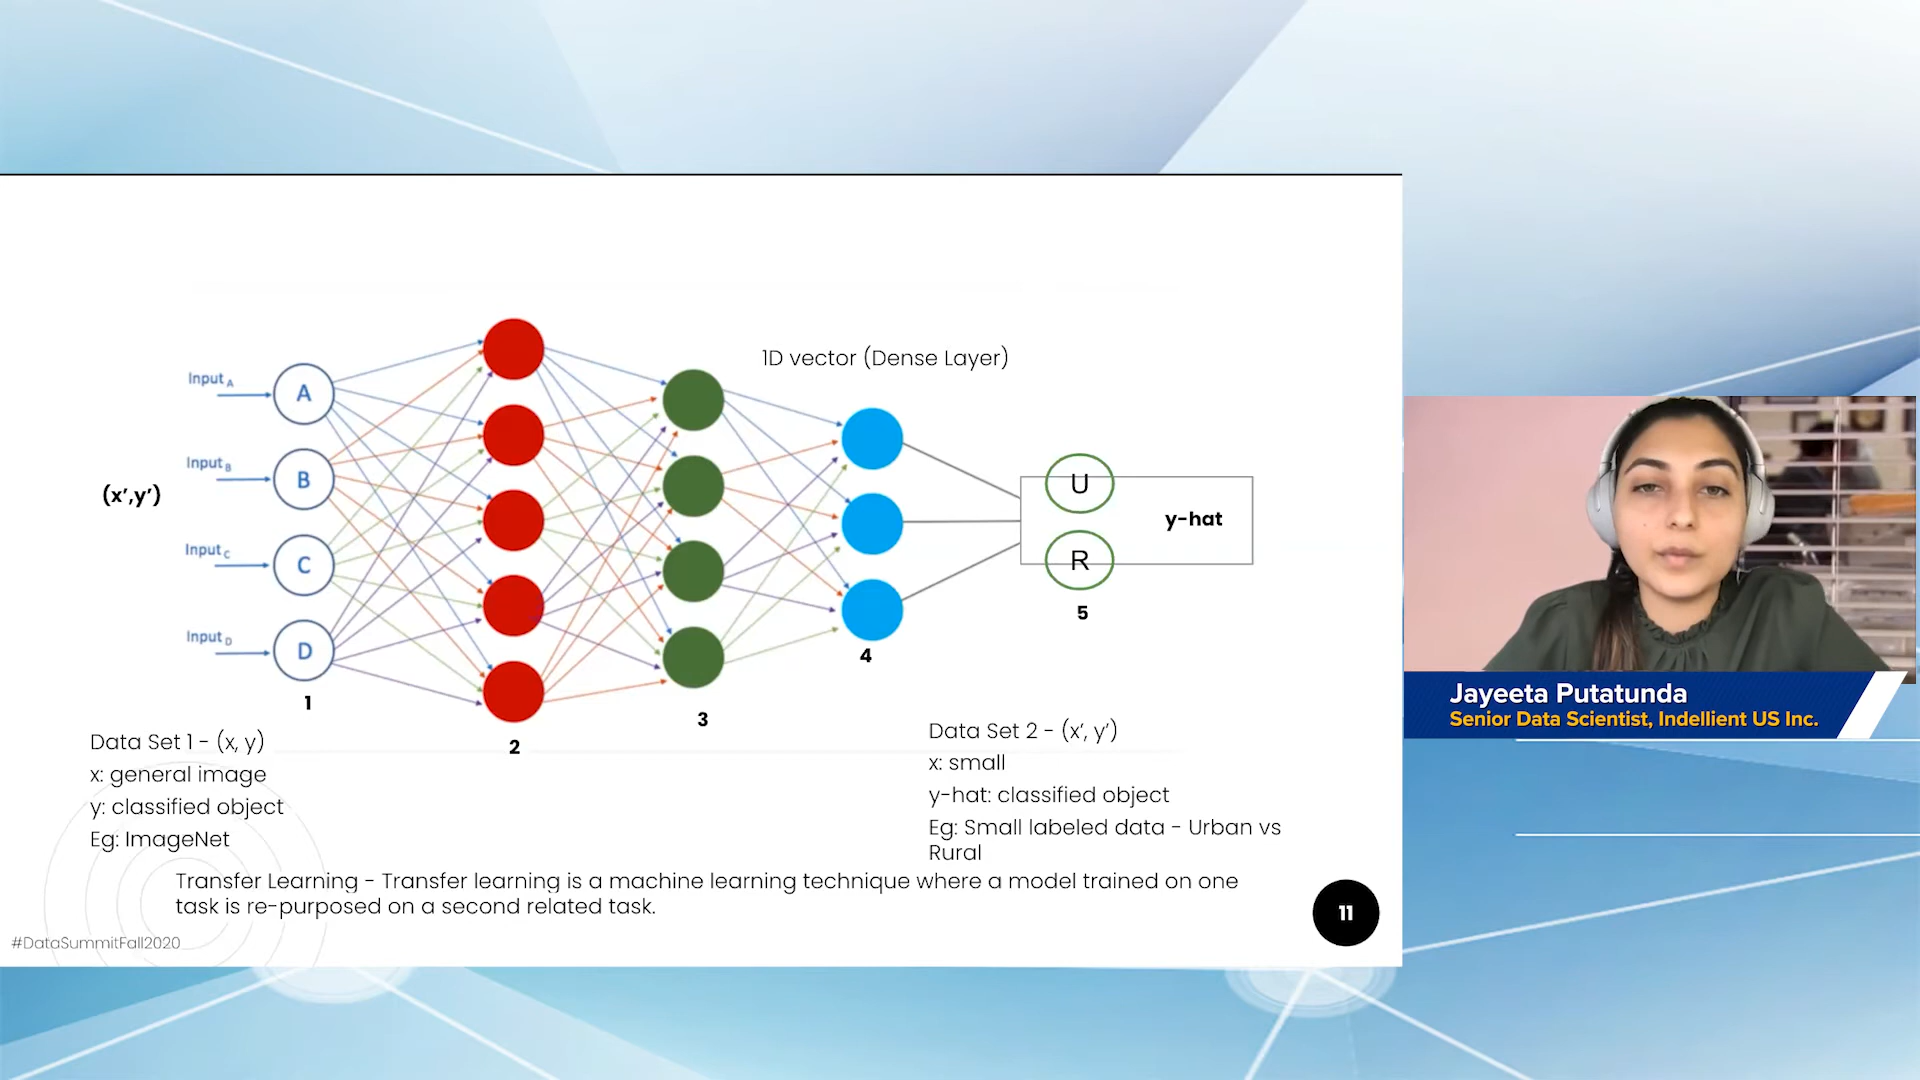 1D vector (Dense Layer)
Input A
A
Input B
B
(x',y')
Input C
C
Input D
D
1
2
3
4
U
R
y-hat
5
Data Set 1 - (x, y)
x: general image
y: classified object
Eg: ImageNet
Data Set 2 - (x', y')
x: small
y-hat: classified object
Eg: Small labeled data - Urban vs
Rural
Transfer Learning - Transfer learning is a machine learning technique where a model trained on one
task is re-purposed on a second related task.
11
#DataSummitFall2020
Jayeeta Putatunda
Senior Data Scientist, Indellient US Inc.